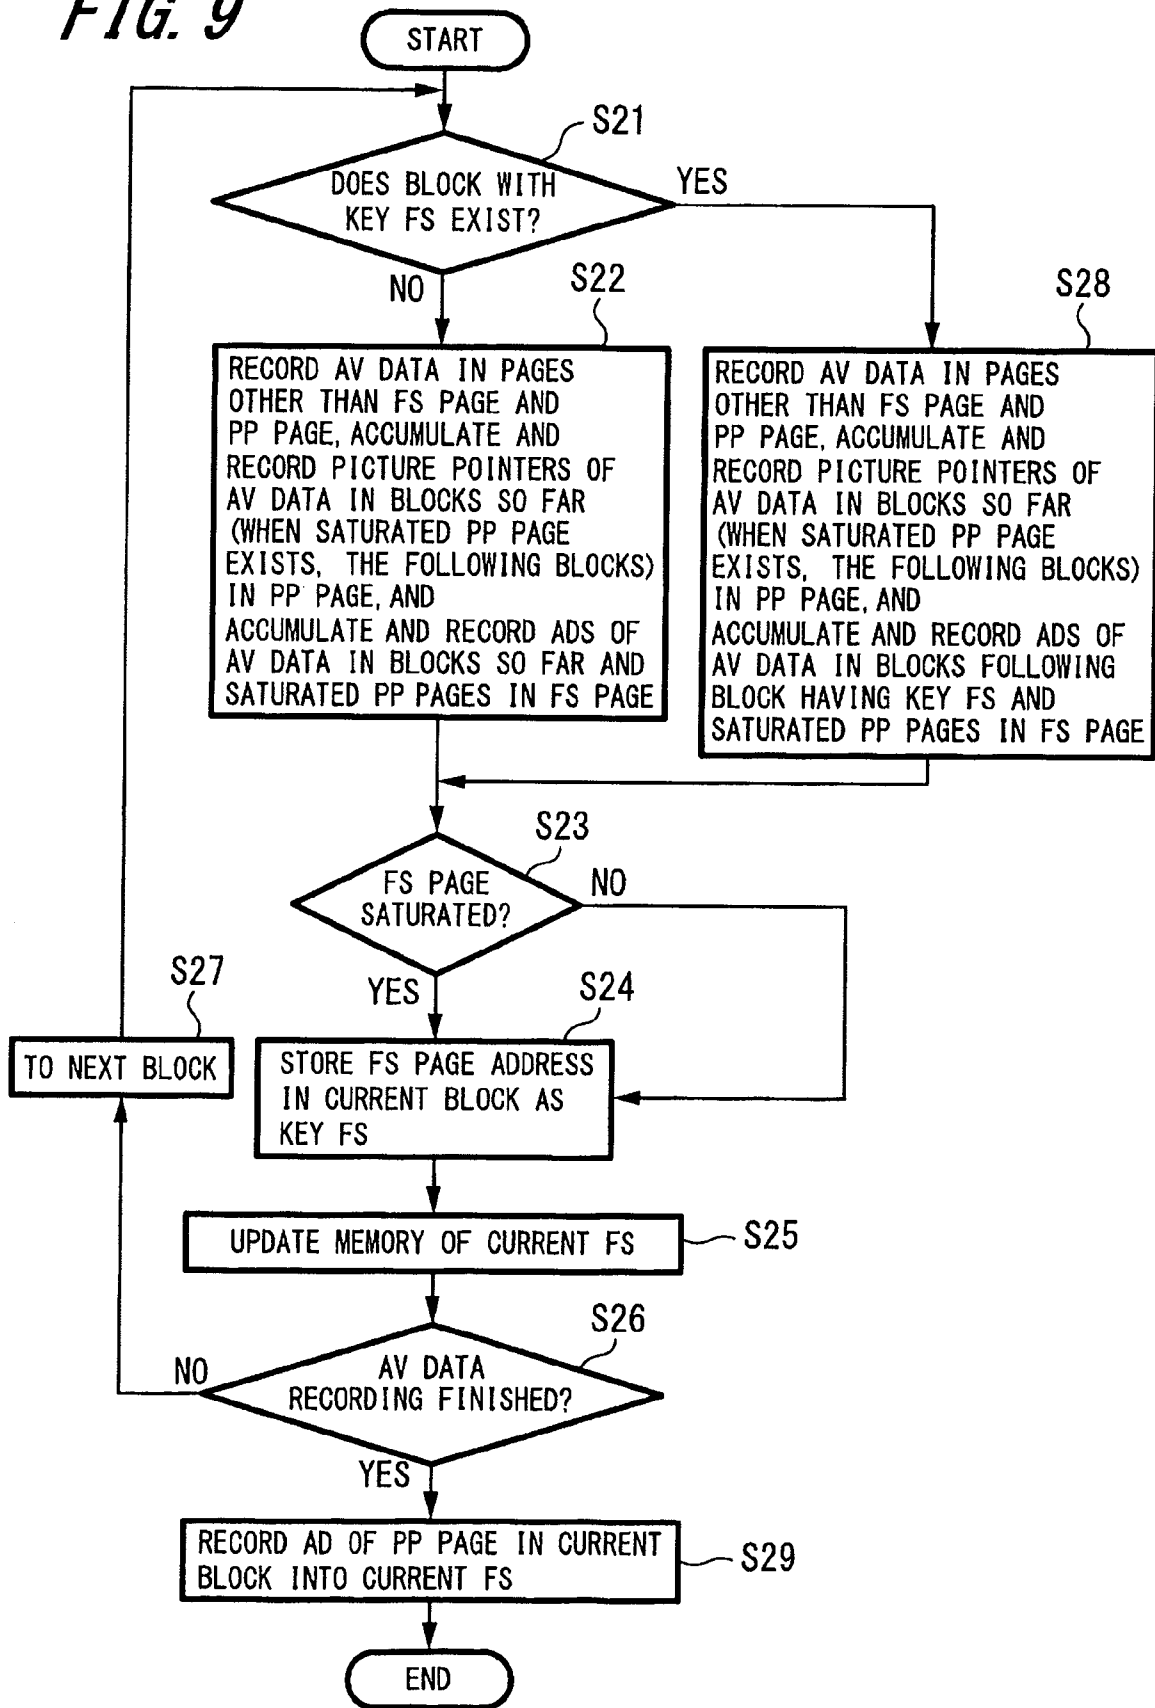 FIG. 9
START
S21
DOES BLOCK WITH
KEY FS EXIST?
YES
NO
S22
RECORD AV DATA IN PAGES
OTHER THAN FS PAGE AND
PP PAGE, ACCUMULATE AND
RECORD PICTURE POINTERS OF
AV DATA IN BLOCKS SO FAR
(WHEN SATURATED PP PAGE
EXISTS, THE FOLLOWING BLOCKS)
IN PP PAGE, AND
ACCUMULATE AND RECORD ADS OF
AV DATA IN BLOCKS SO FAR AND
SATURATED PP PAGES IN FS PAGE
S28
RECORD AV DATA IN PAGES
OTHER THAN FS PAGE AND
PP PAGE, ACCUMULATE AND
RECORD PICTURE POINTERS OF
AV DATA IN BLOCKS SO FAR
(WHEN SATURATED PP PAGE
EXISTS, THE FOLLOWING BLOCKS)
IN PP PAGE, AND
ACCUMULATE AND RECORD ADS OF
AV DATA IN BLOCKS FOLLOWING
BLOCK HAVING KEY FS AND
SATURATED PP PAGES IN FS PAGE
S23
FS PAGE
SATURATED?
NO
YES
S24
STORE FS PAGE ADDRESS
IN CURRENT BLOCK AS
KEY FS
S27
TO NEXT BLOCK
UPDATE MEMORY OF CURRENT FS
S25
S26
AV DATA
RECORDING FINISHED?
NO
YES
RECORD AD OF PP PAGE IN CURRENT
BLOCK INTO CURRENT FS
S29
END